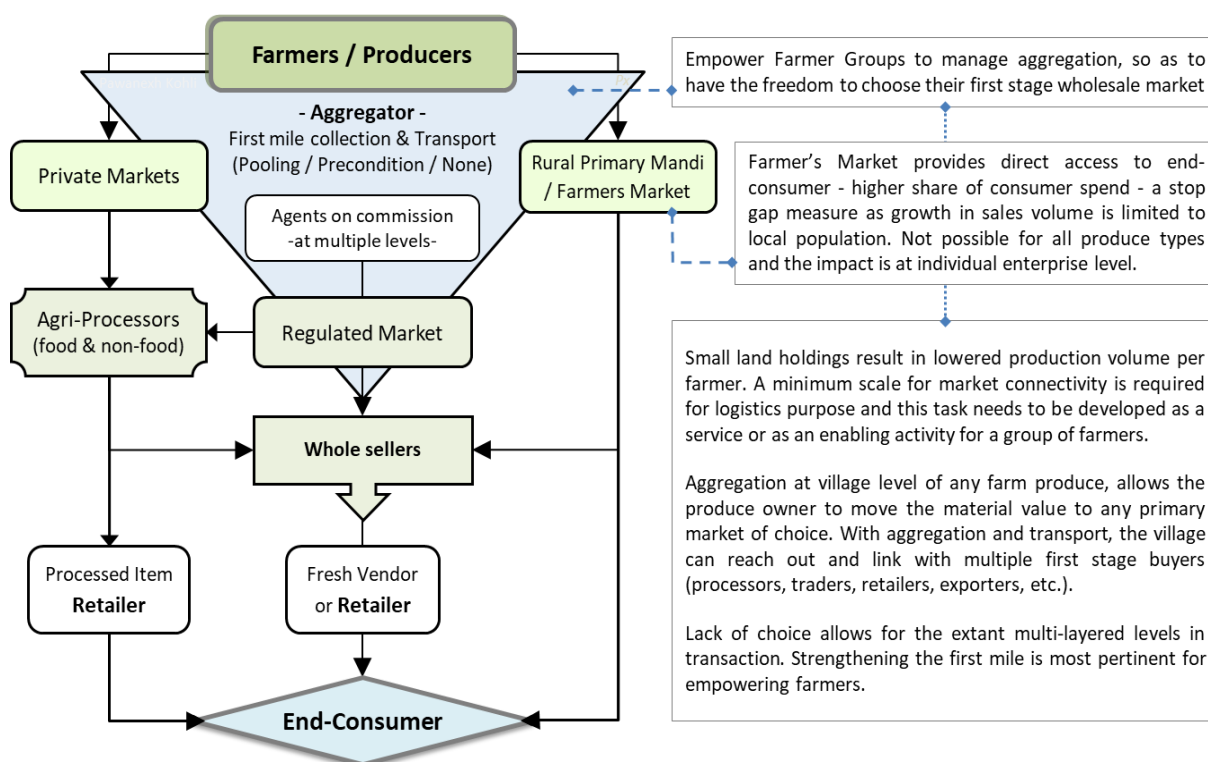 Farmers / Producers
- Aggregator -
First mile collection & Transport
(Pooling / Precondition / None)
Private Markets
Rural Primary Mandi
/ Farmers Market
Agents on commission
-at multiple levels-
Agri-Processors
(food & non-food)
Regulated Market
Whole sellers
Processed Item
Retailer
Fresh Vendor
or Retailer
End-Consumer
Empower Farmer Groups to manage aggregation, so as to
have the freedom to choose their first stage wholesale market
Farmer's Market provides direct access to end-
consumer - higher share of consumer spend - a stop
gap measure as growth in sales volume is limited to
local population. Not possible for all produce types
and the impact is at individual enterprise level.
Small land holdings result in lowered production volume per
farmer. A minimum scale for market connectivity is required
for logistics purpose and this task needs to be developed as a
service or as an enabling activity for a group of farmers.
Aggregation at village level of any farm produce, allows the
produce owner to move the material value to any primary
market of choice. With aggregation and transport, the village
can reach out and link with multiple first stage buyers
(processors, traders, retailers, exporters, etc.).
Lack of choice allows for the extant multi-layered levels in
transaction. Strengthening the first mile is most pertinent for
empowering farmers.